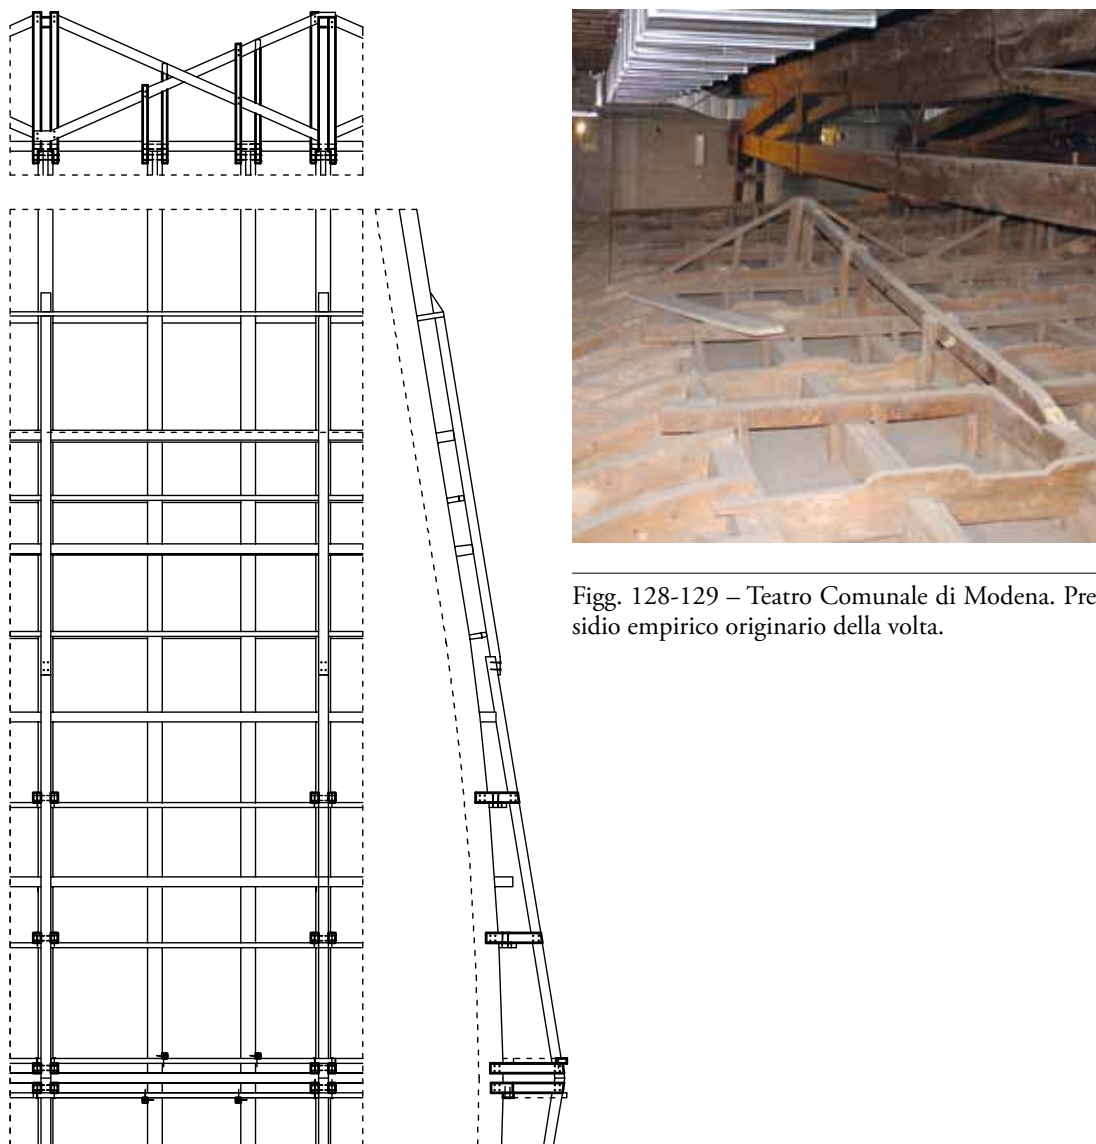 Figg. 128-129 – Teatro Comunale di Modena. Pre
sidio empirico originario della volta.